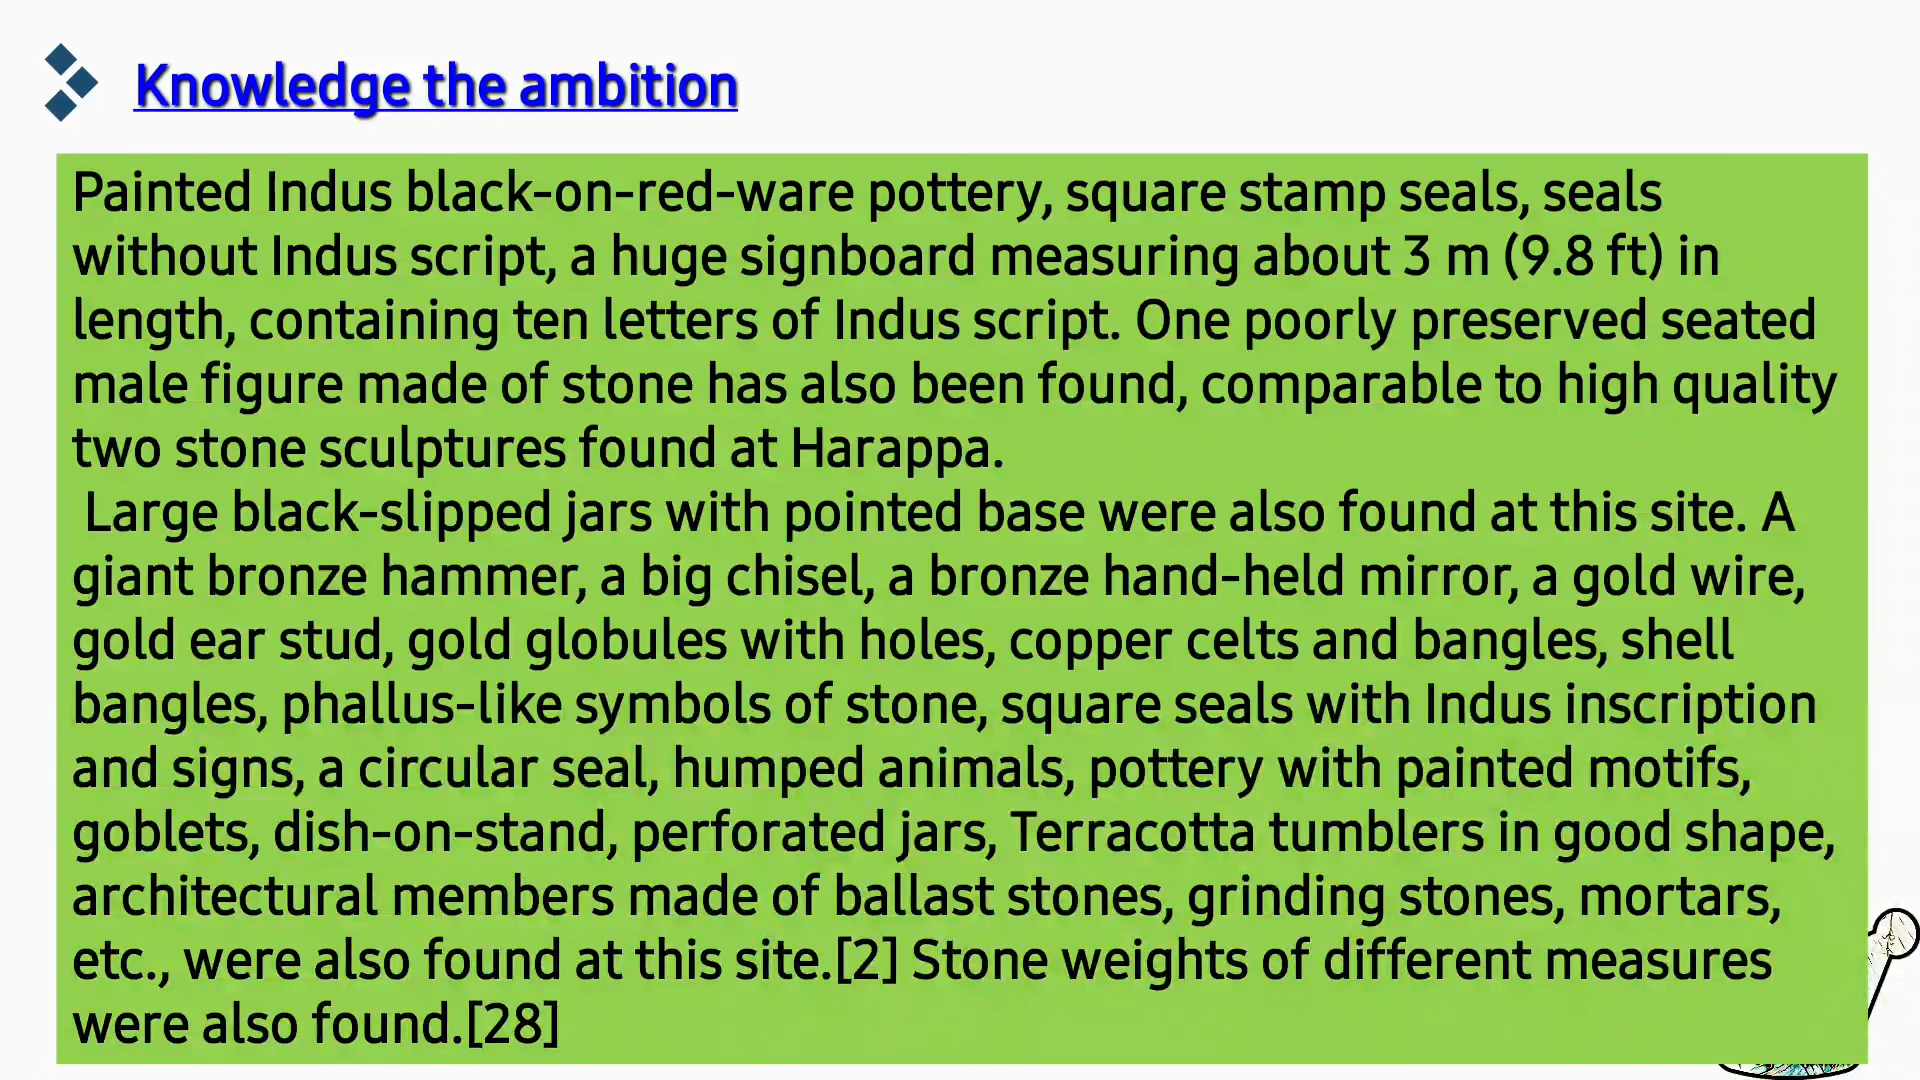 Knowledge the ambition
Painted Indus black-on-red-ware pottery, square stamp seals, seals
without Indus script, a huge signboard measuring about 3 m (9.8 ft) in
length, containing ten letters of Indus script. One poorly preserved seated
male figure made of stone has also been found, comparable to high quality
two stone sculptures found at Harappa.
Large black-slipped jars with pointed base were also found at this site. A
giant bronze hammer, a big chisel, a bronze hand-held mirror, a gold wire,
gold ear stud, gold globules with holes, copper celts and bangles, shell
bangles, phallus-like symbols of stone, square seals with Indus inscription
and signs, a circular seal, humped animals, pottery with painted motifs,
goblets, dish-on-stand, perforated jars, Terracotta tumblers in good shape,
architectural members made of ballast stones, grinding stones, mortars,
etc., were also found at this site.[2] Stone weights of different measures
were also found.[28]